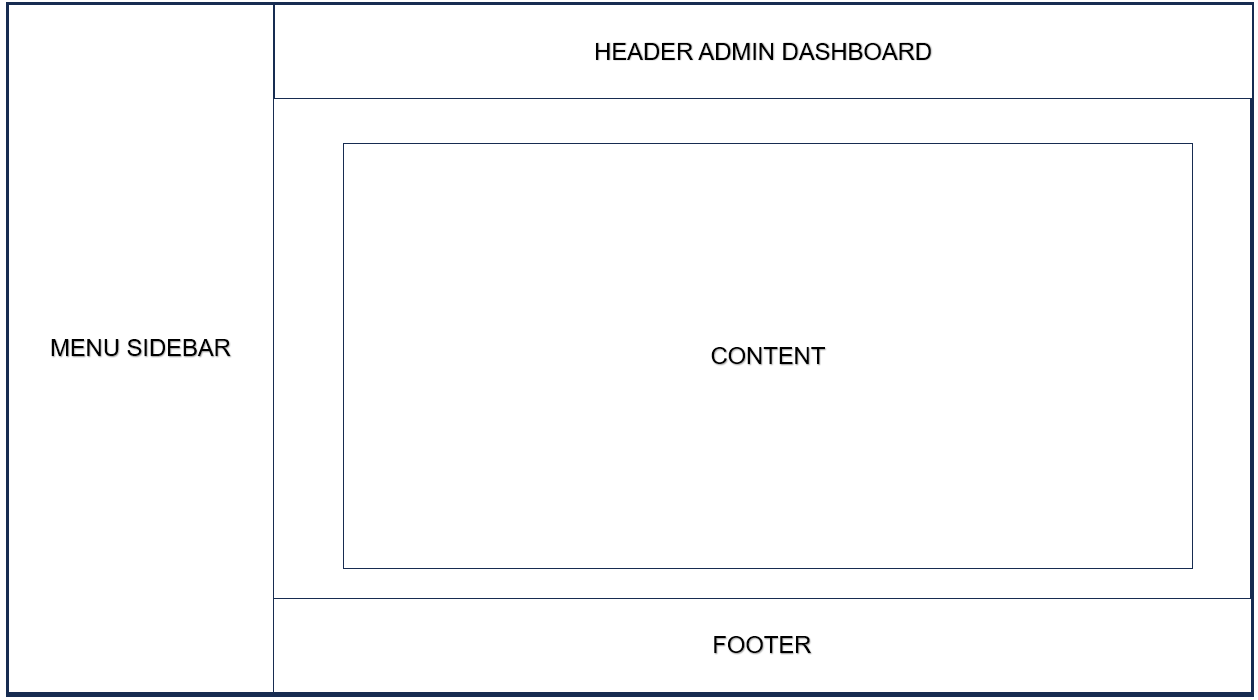 HEADER ADMIN DASHBOARD
MENU SIDEBAR
CONTENT
FOOTER